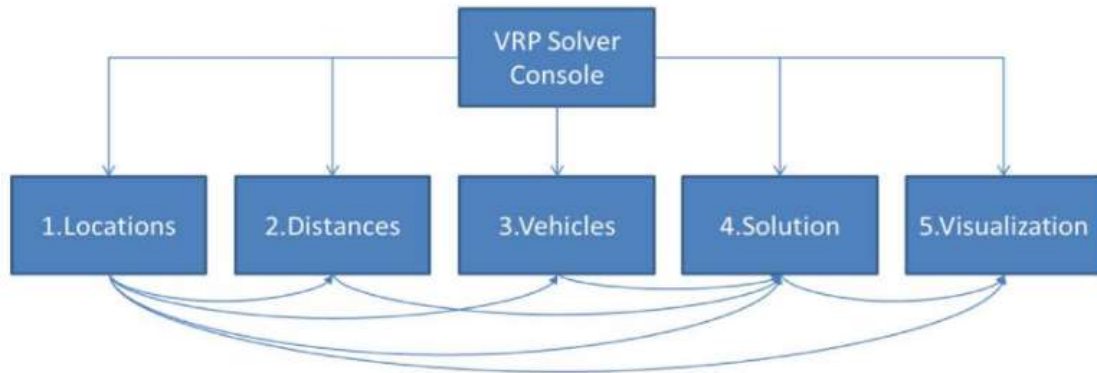 VRP Solver
Console
1.Locations
2.Distances
3.Vehicles
4.Solution
5.Visualization